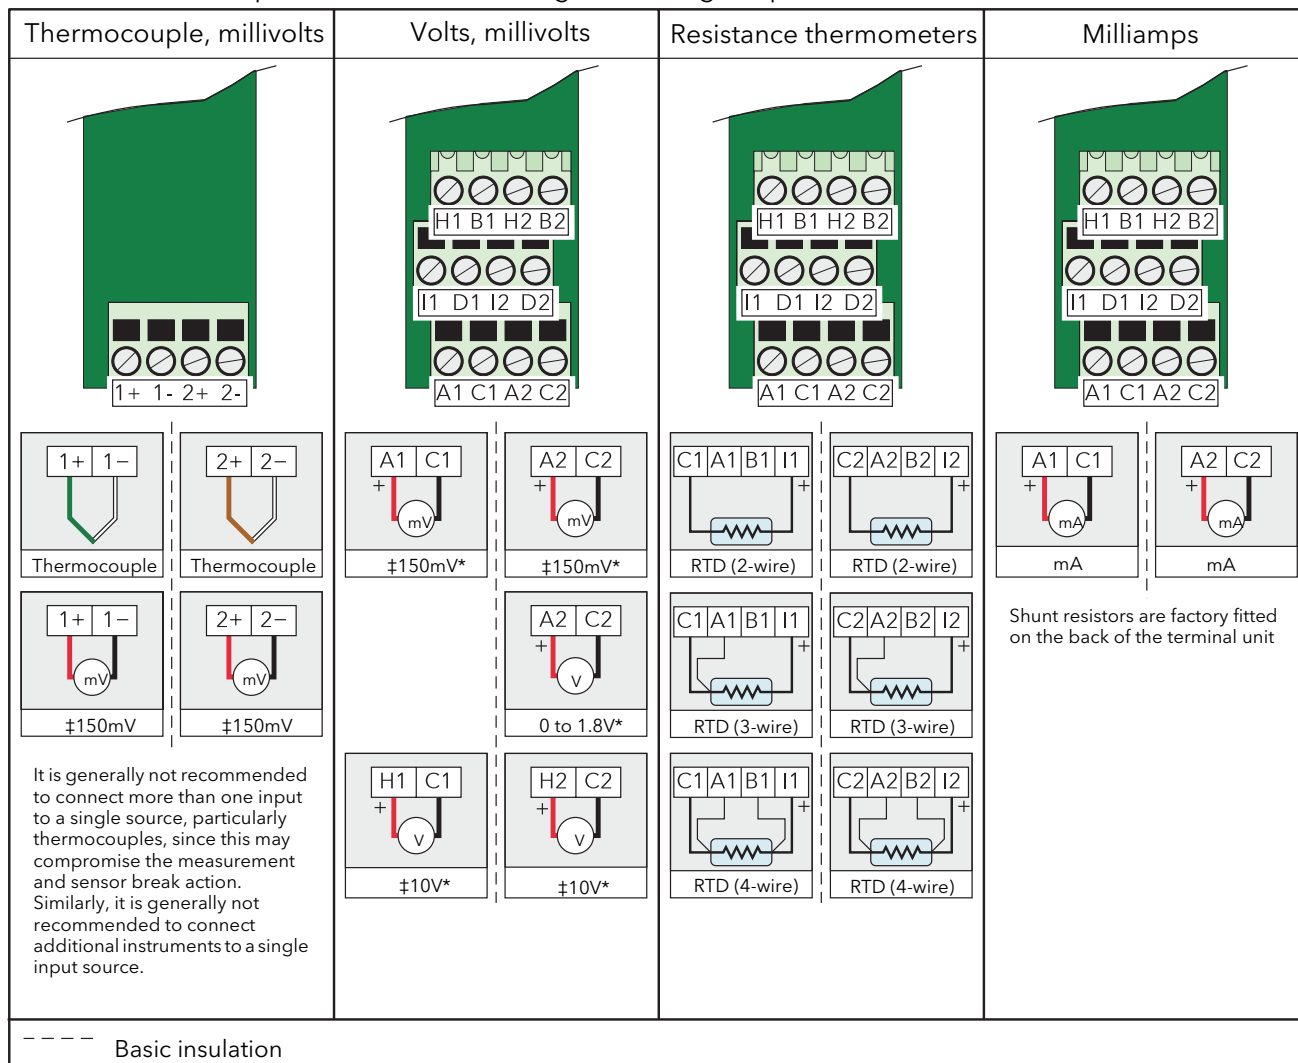 Thermocouple, millivolts
Volts, millivolts
Resistance thermometers
Milliamps
1+ 1- 2+ 2-
H1 B1 H2 B2
I1 D1 I2 D2
A1 C1 A2 C2
H1 B1 H2 B2
I1 D1 I2 D2
A1 C1 A2 C2
H1 B1 H2 B2
I1 D1 I2 D2
A1 C1 A2 C2
1+ 1−
Thermocouple
2+ 2−
Thermocouple
1+ 1−
mV
‡150mV
2+ 2−
mV
‡150mV
It is generally not recommended
to connect more than one input
to a single source, particularly
thermocouples, since this may
compromise the measurement
and sensor break action.
Similarly, it is generally not
recommended to connect
additional instruments to a single
input source.
A1 C1
+
mV
‡150mV*
A2 C2
+
mV
‡150mV*
A2 C2
+
V
0 to 1.8V*
H1 C1
+
V
‡10V*
H2 C2
+
V
‡10V*
C1 A1 B1 I1
+
RTD (2-wire)
C2 A2 B2 I2
+
RTD (2-wire)
C1 A1 B1 I1
+
RTD (3-wire)
C2 A2 B2 I2
+
RTD (3-wire)
C1 A1 B1 I1
+
RTD (4-wire)
C2 A2 B2 I2
+
RTD (4-wire)
A1 C1
+
mA
mA
A2 C2
+
mA
mA
Shunt resistors are factory fitted
on the back of the terminal unit
Basic insulation